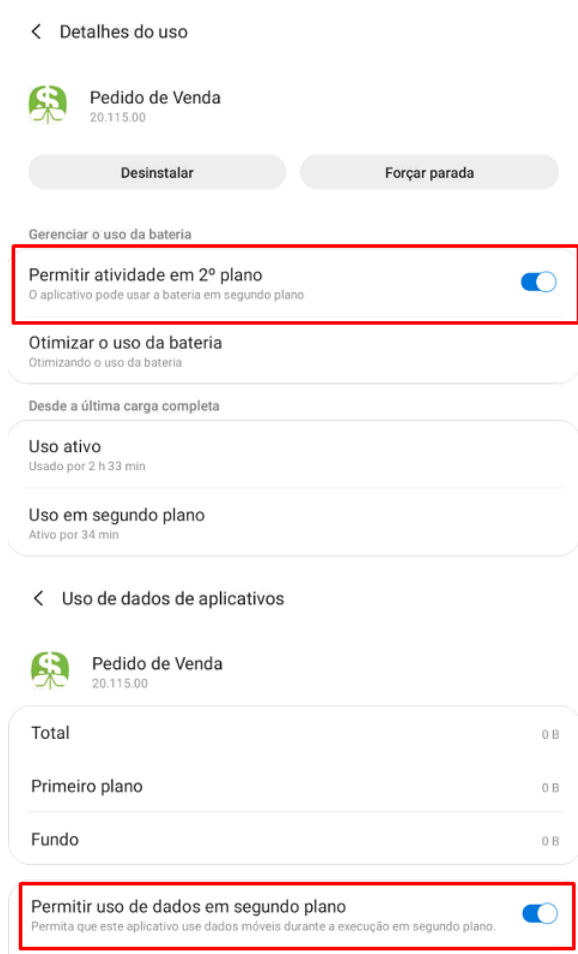 Detalhes do uso
Pedido de Venda
20.115.00
Desinstalar
Forçar parada
Gerenciar o uso da bateria
Permitir atividade em 2º plano
O aplicativo pode usar a bateria em segundo plano
Otimizar o uso da bateria
Otimizando o uso da bateria
Desde a última carga completa
Uso ativo
Usado por 2 h 33 min
Uso em segundo plano
Ativo por 34 min
Uso de dados de aplicativos
Pedido de Venda
20.115.00
Total 0 B
Primeiro plano 0 B
Fundo 0 B
Permitir uso de dados em segundo plano
Permita que este aplicativo use dados móveis durante a execução em segundo plano.